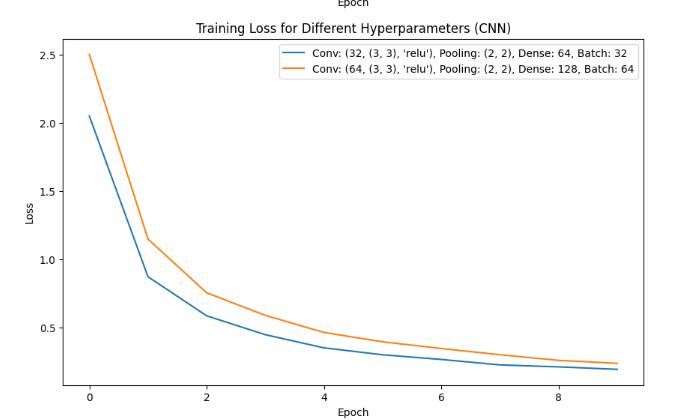 Epoch
Training Loss for Different Hyperparameters (CNN)
Conv: (32, (3, 3), 'relu'), Pooling: (2, 2), Dense: 64, Batch: 32
Conv: (64, (3, 3), 'relu'), Pooling: (2, 2), Dense: 128, Batch: 64
2.5
2.0
1.5
1.0
0.5
Loss
0 2 4 6 8
Epoch